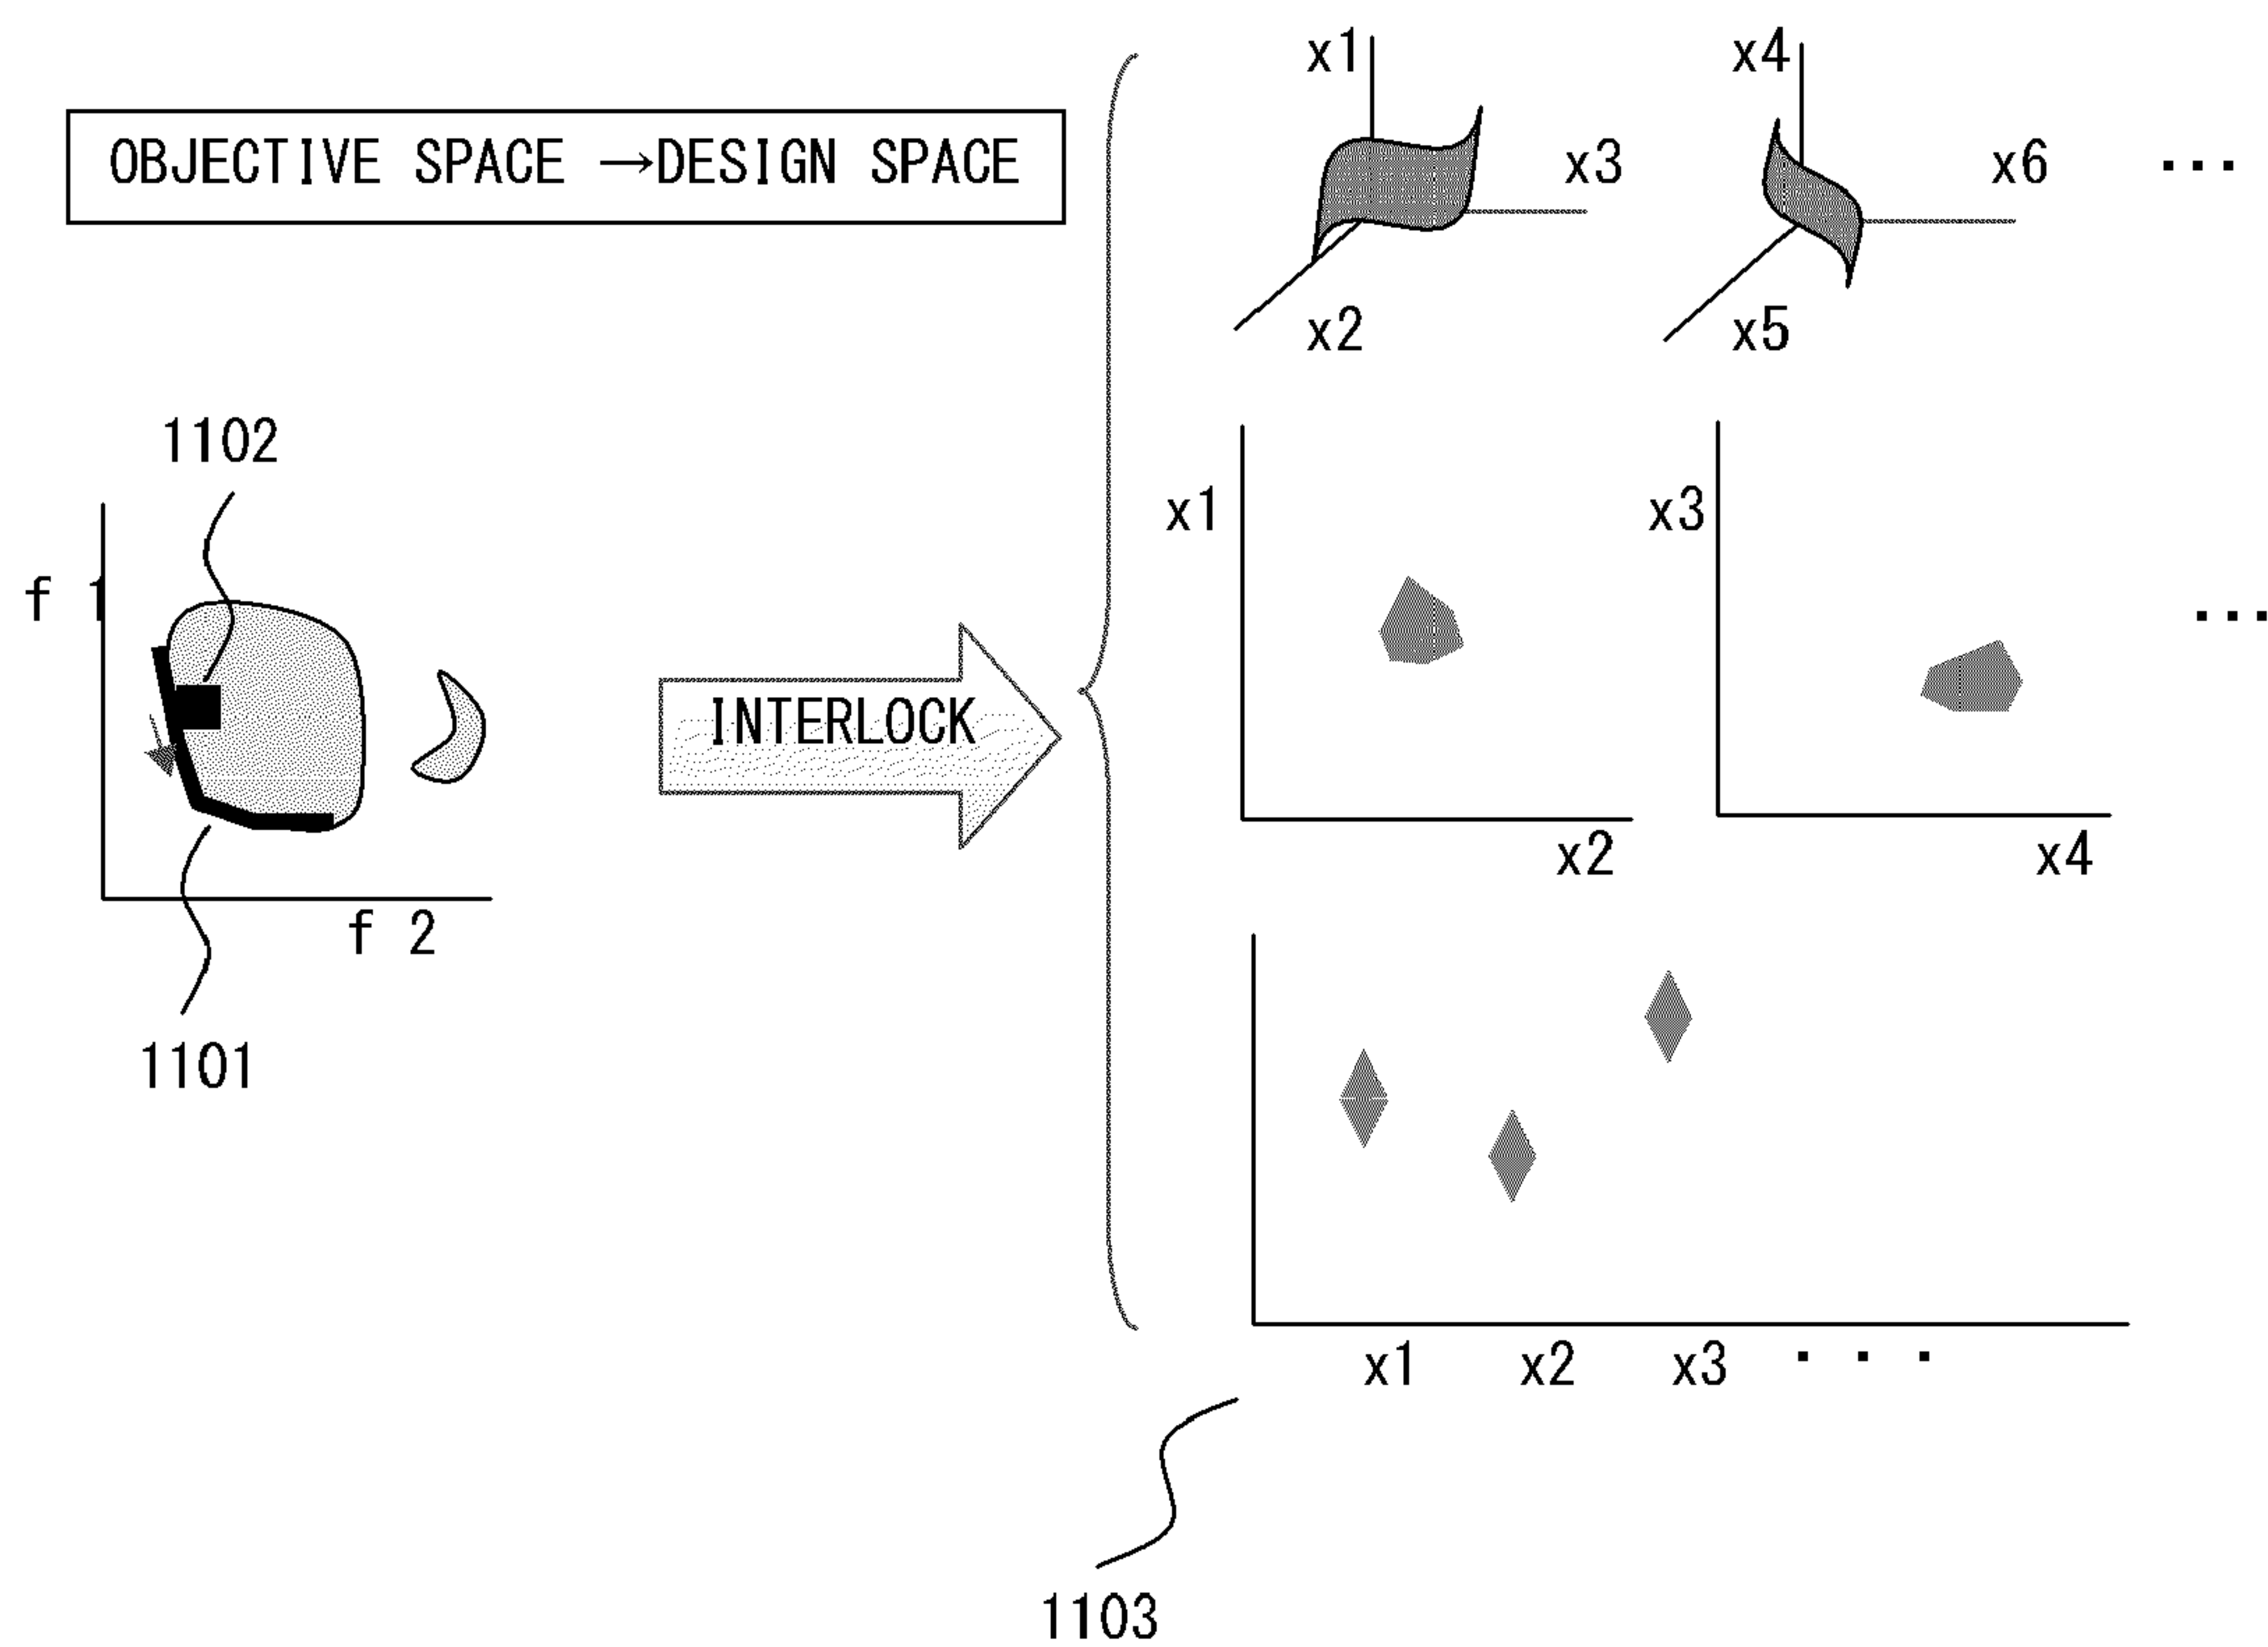 OBJECTIVE SPACE →DESIGN SPACE
x1
x3
x2
x4
x6
x5
...
1102
f 1
f 2
1101
INTERLOCK
x1
x2
x3
x4
...
x1 x2 x3 ...
1103